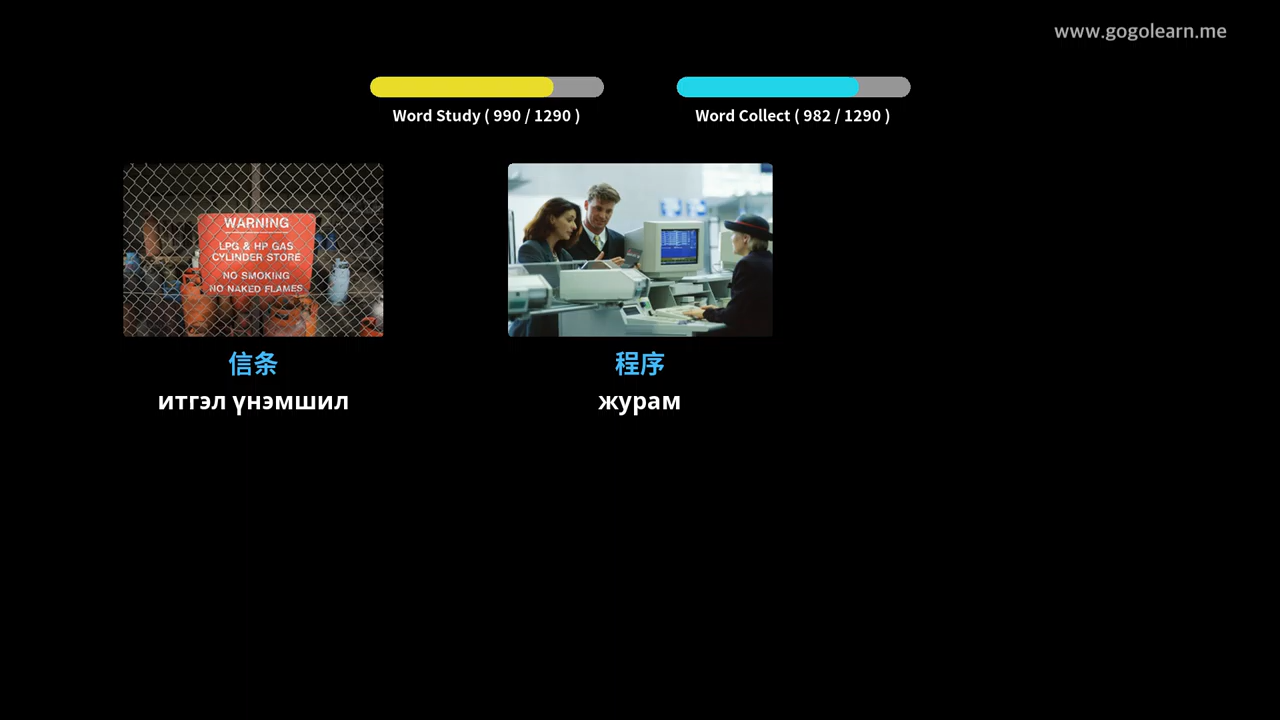 www.gogolearn.me
Word Study ( 990 / 1290 )
Word Collect ( 982 / 1290 )
WARNING
LPG & HP GAS
CYLINDER STORE
NO SMOKING
NO NAKED FLAMES
信条
итгэл үнэмшил
程序
журам